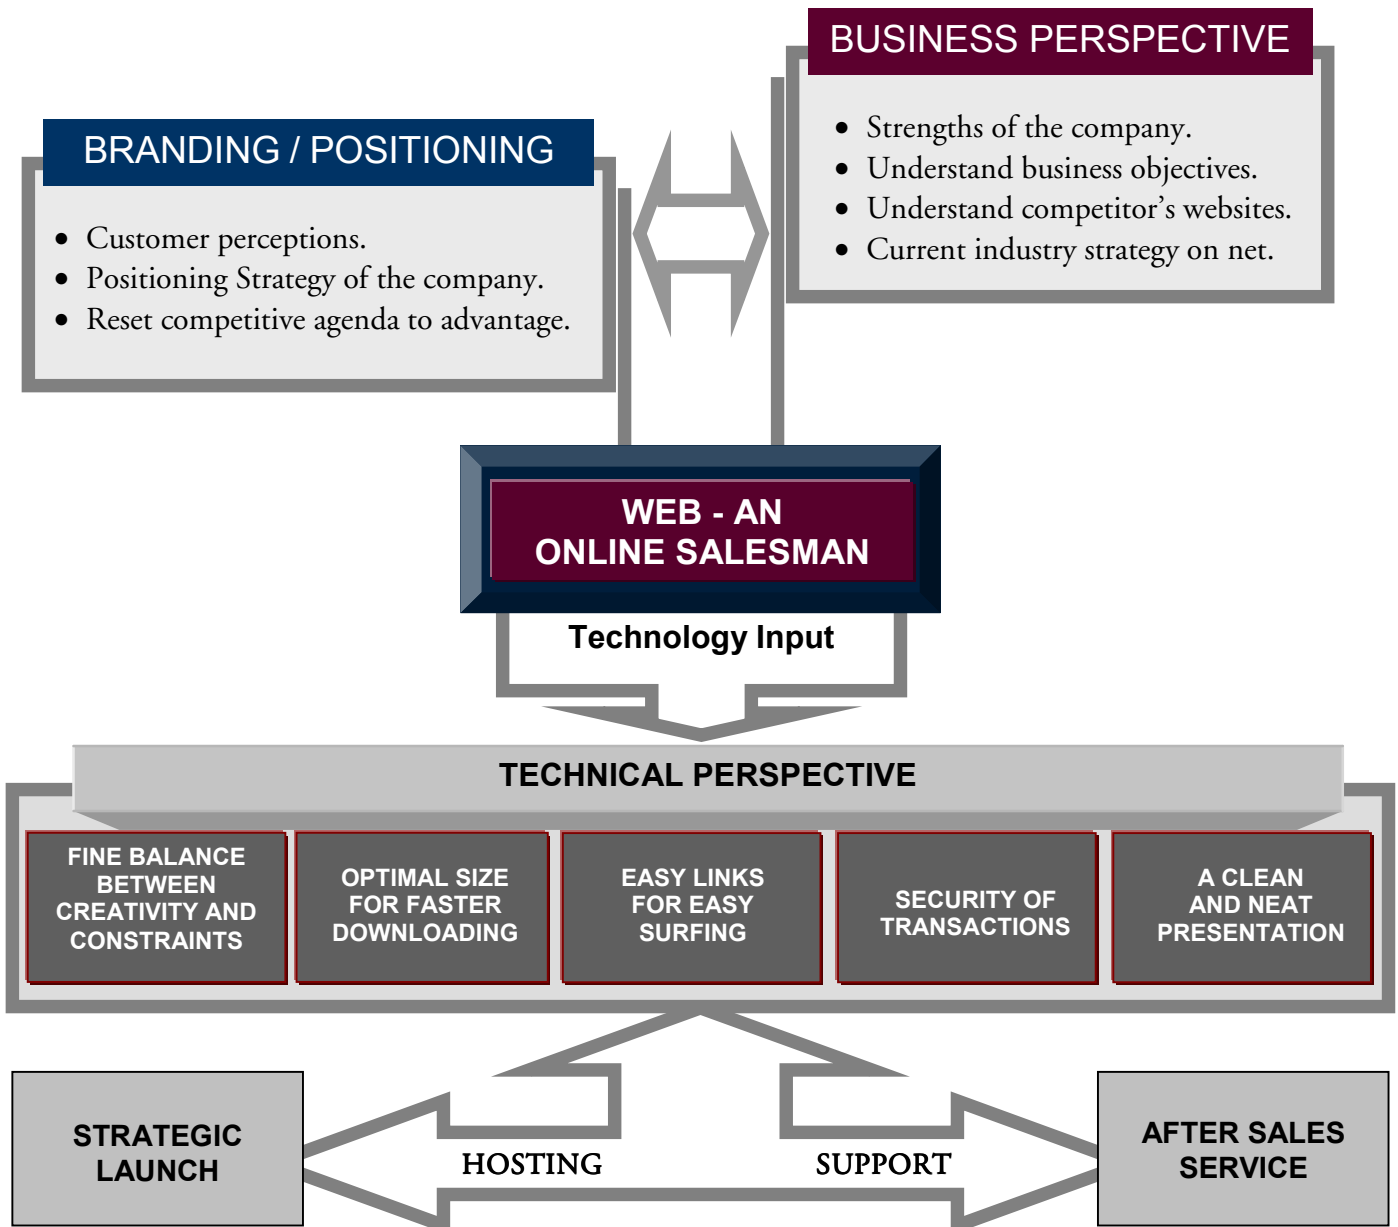 BUSINESS PERSPECTIVE
• Strengths of the company.
• Understand business objectives.
• Understand competitor’s websites.
• Current industry strategy on net.
BRANDING / POSITIONING
• Customer perceptions.
• Positioning Strategy of the company.
• Reset competitive agenda to advantage.
WEB - AN
ONLINE SALESMAN
Technology Input
TECHNICAL PERSPECTIVE
FINE BALANCE
BETWEEN
CREATIVITY AND
CONSTRAINTS
OPTIMAL SIZE
FOR FASTER
DOWNLOADING
EASY LINKS
FOR EASY
SURFING
SECURITY OF
TRANSACTIONS
A CLEAN
AND NEAT
PRESENTATION
STRATEGIC
LAUNCH
HOSTING
SUPPORT
AFTER SALES
SERVICE